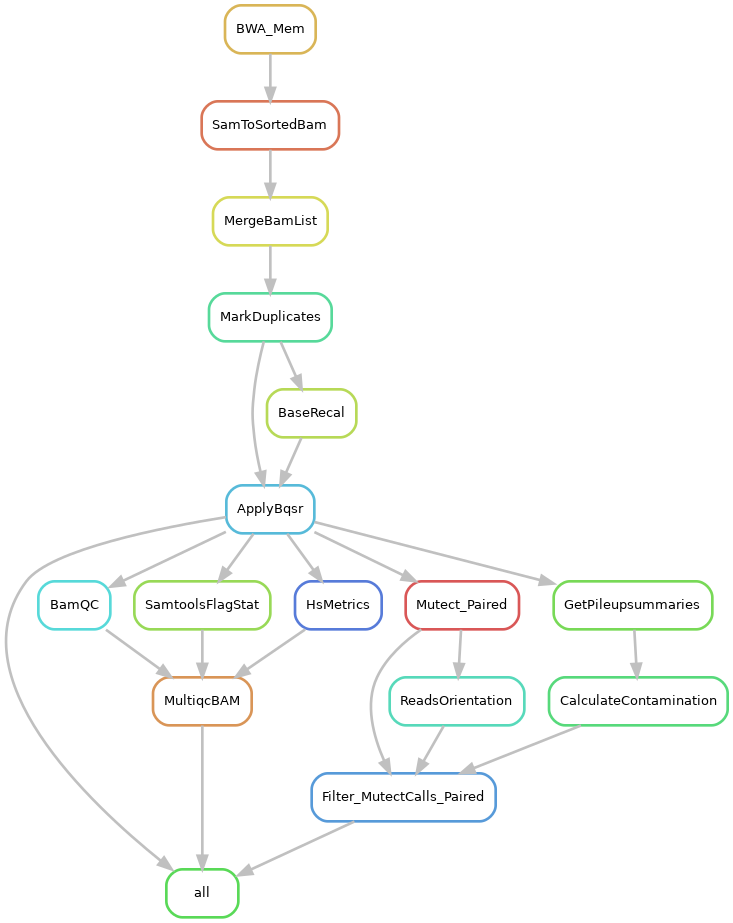 BWA_Mem
SamToSortedBam
MergeBamList
MarkDuplicates
BaseRecal
ApplyBqsr
BamQC
SamtoolsFlagStat
HsMetrics
Mutect_Paired
GetPileupsummaries
MultiqcBAM
ReadsOrientation
CalculateContamination
Filter_MutectCalls_Paired
all